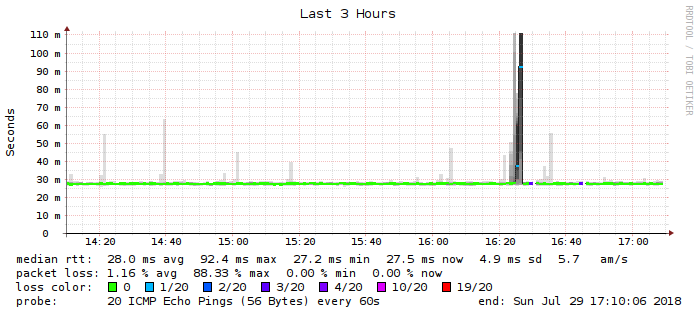 Last 3 Hours
RRDTOOL / TOBI OETIKER
Seconds
110 m
100 m
90 m
80 m
70 m
60 m
50 m
40 m
30 m
20 m
10 m
0
14:20 14:40 15:00 15:20 15:40 16:00 16:20 16:40 17:00
median rtt: 28.0 ms avg 92.4 ms max 27.2 ms min 27.5 ms now 4.9 ms sd 5.7 am/s
packet loss: 1.16 % avg 88.33 % max 0.00 % min 0.00 % now
loss color: 0 1/20 2/20 3/20 4/20 10/20 19/20
probe: 20 ICMP Echo Pings (56 Bytes) every 60s end: Sun Jul 29 17:10:06 2018